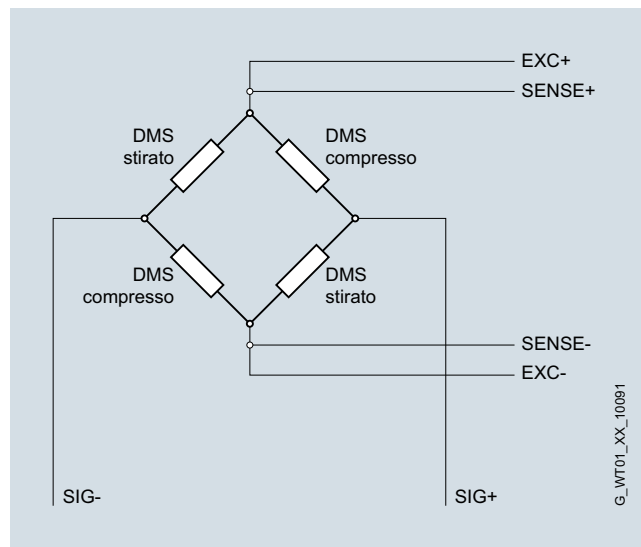 EXC+
SENSE+
DMS
stirato
DMS
compresso
DMS
compresso
DMS
stirato
SENSE-
EXC-
SIG-
SIG+
G_WT01_XX_10091